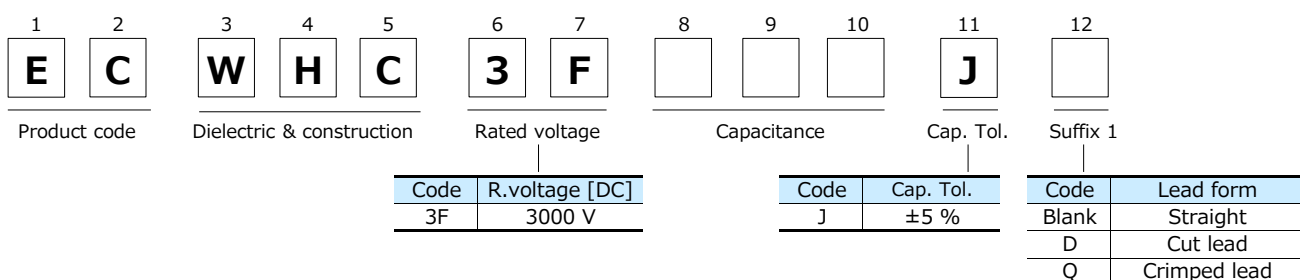 1 2 3 4 5 6 7 8 9 10 11 12
E C W H C 3 F J
Product code Dielectric & construction Rated voltage Capacitance Cap. Tol. Suffix 1
Code R.voltage [DC] Code Cap. Tol. Code Lead form
3F 3000 V J ±5 % Blank Straight
D Cut lead
Q Crimped lead